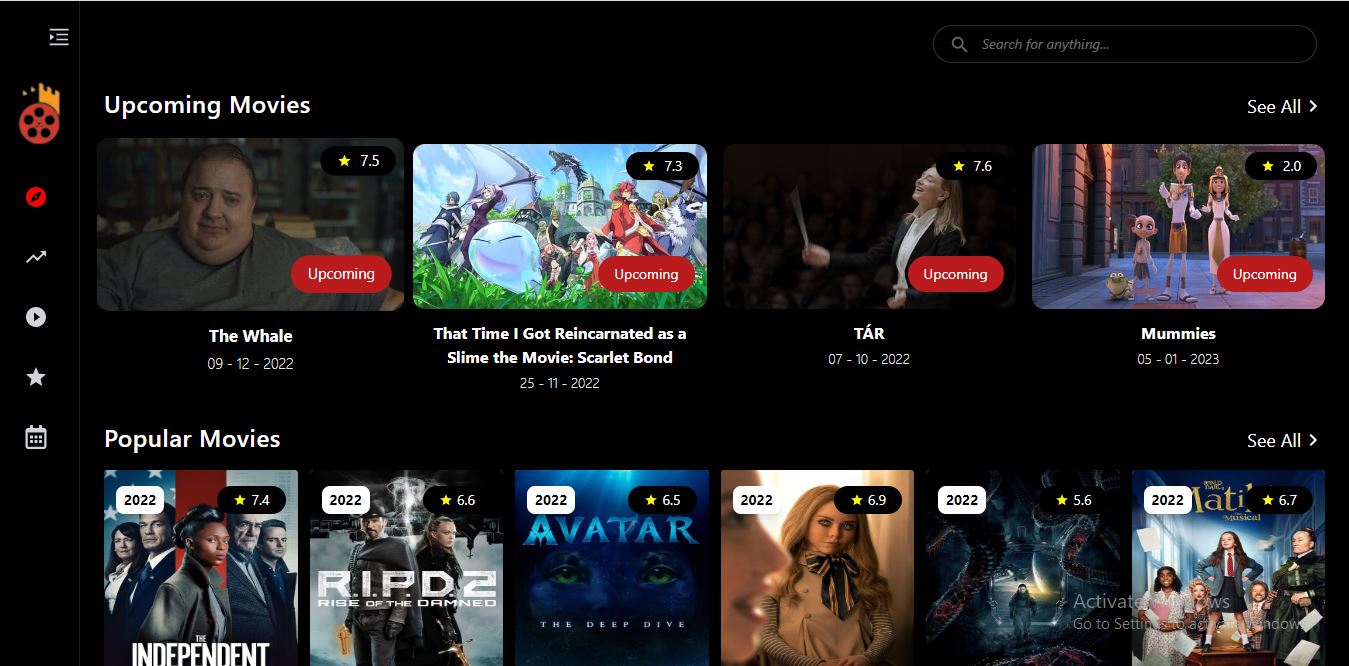 Search for anything...
Upcoming Movies
See All
7.5
7.3
7.6
2.0
Upcoming
Upcoming
Upcoming
Upcoming
The Whale
09 - 12 - 2022
That Time I Got Reincarnated as a
Slime the Movie: Scarlet Bond
25 - 11 - 2022
TÁR
07 - 10 - 2022
Mummies
05 - 01 - 2023
Popular Movies
See All
2022
7.4
2022
6.6
2022
6.5
2022
6.9
2022
5.6
2022
6.7
THE
INDEPENDENT
R.I.P.D.2
RISE OF THE DAMNED
AVATAR
THE DEEP DIVE
ROALD
DAHL'S
Matil
Musical
Activate Windows
Go to Settings to activate Windows.